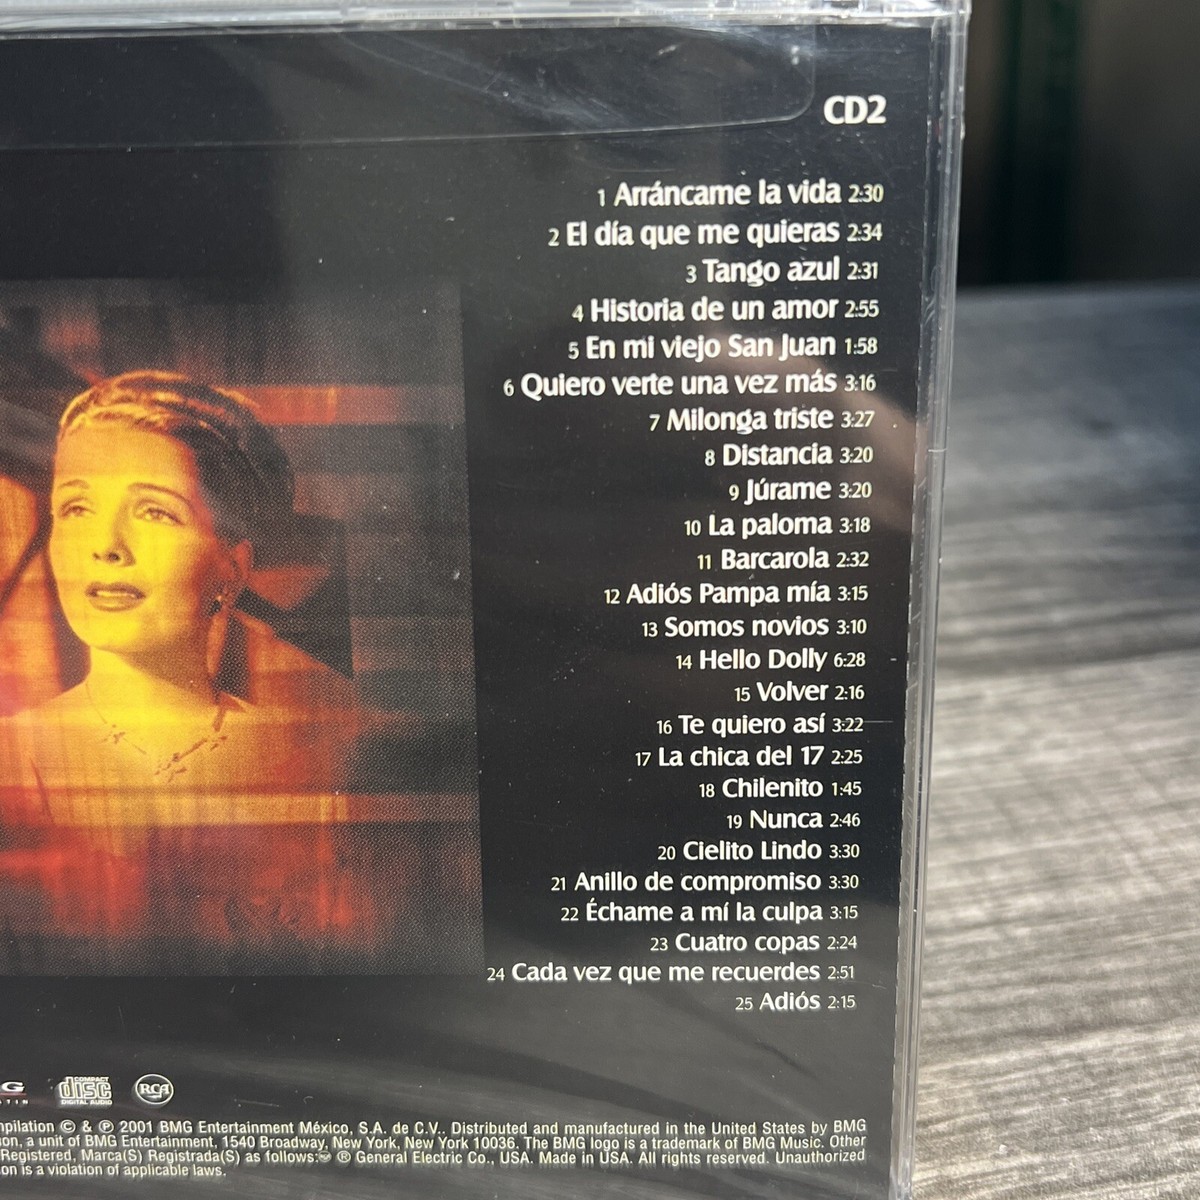 CD2
1 Arráncame la vida 2:30
2 El día que me quieras 2:34
3 Tango azul 2:31
4 Historia de un amor 2:55
5 En mi viejo San Juan 1:58
6 Quiero verte una vez más 3:16
7 Milonga triste 3:27
8 Distancia 3:20
9 Júrame 3:20
10 La paloma 3:18
11 Barcarola 2:32
12 Adiós Pampa mía 3:15
13 Somos novios 3:10
14 Hello Dolly 6:28
15 Volver 2:16
16 Te quiero así 3:22
17 La chica del 17 2:25
18 Chilenito 1:45
19 Nunca 2:46
20 Cielito Lindo 3:30
21 Anillo de compromiso 3:30
22 Échame a mí la culpa 3:15
23 Cuatro copas 2:24
24 Cada vez que me recuerdes 2:51
25 Adiós 2:15
COMPACT
disc
DIGITAL AUDIO
RCA
© & ℗ 2001 BMG Entertainment México, S.A. de C.V.. Distributed and manufactured in the United States by BMG
a unit of BMG Entertainment, 1540 Broadway, New York, New York 10036. The BMG logo is a trademark of BMG Music. Other
Registered, Marca(S) Registrada(S) as follows: ® General Electric Co., USA. Made in USA. All rights reserved. Unauthorized
is a violation of applicable laws.